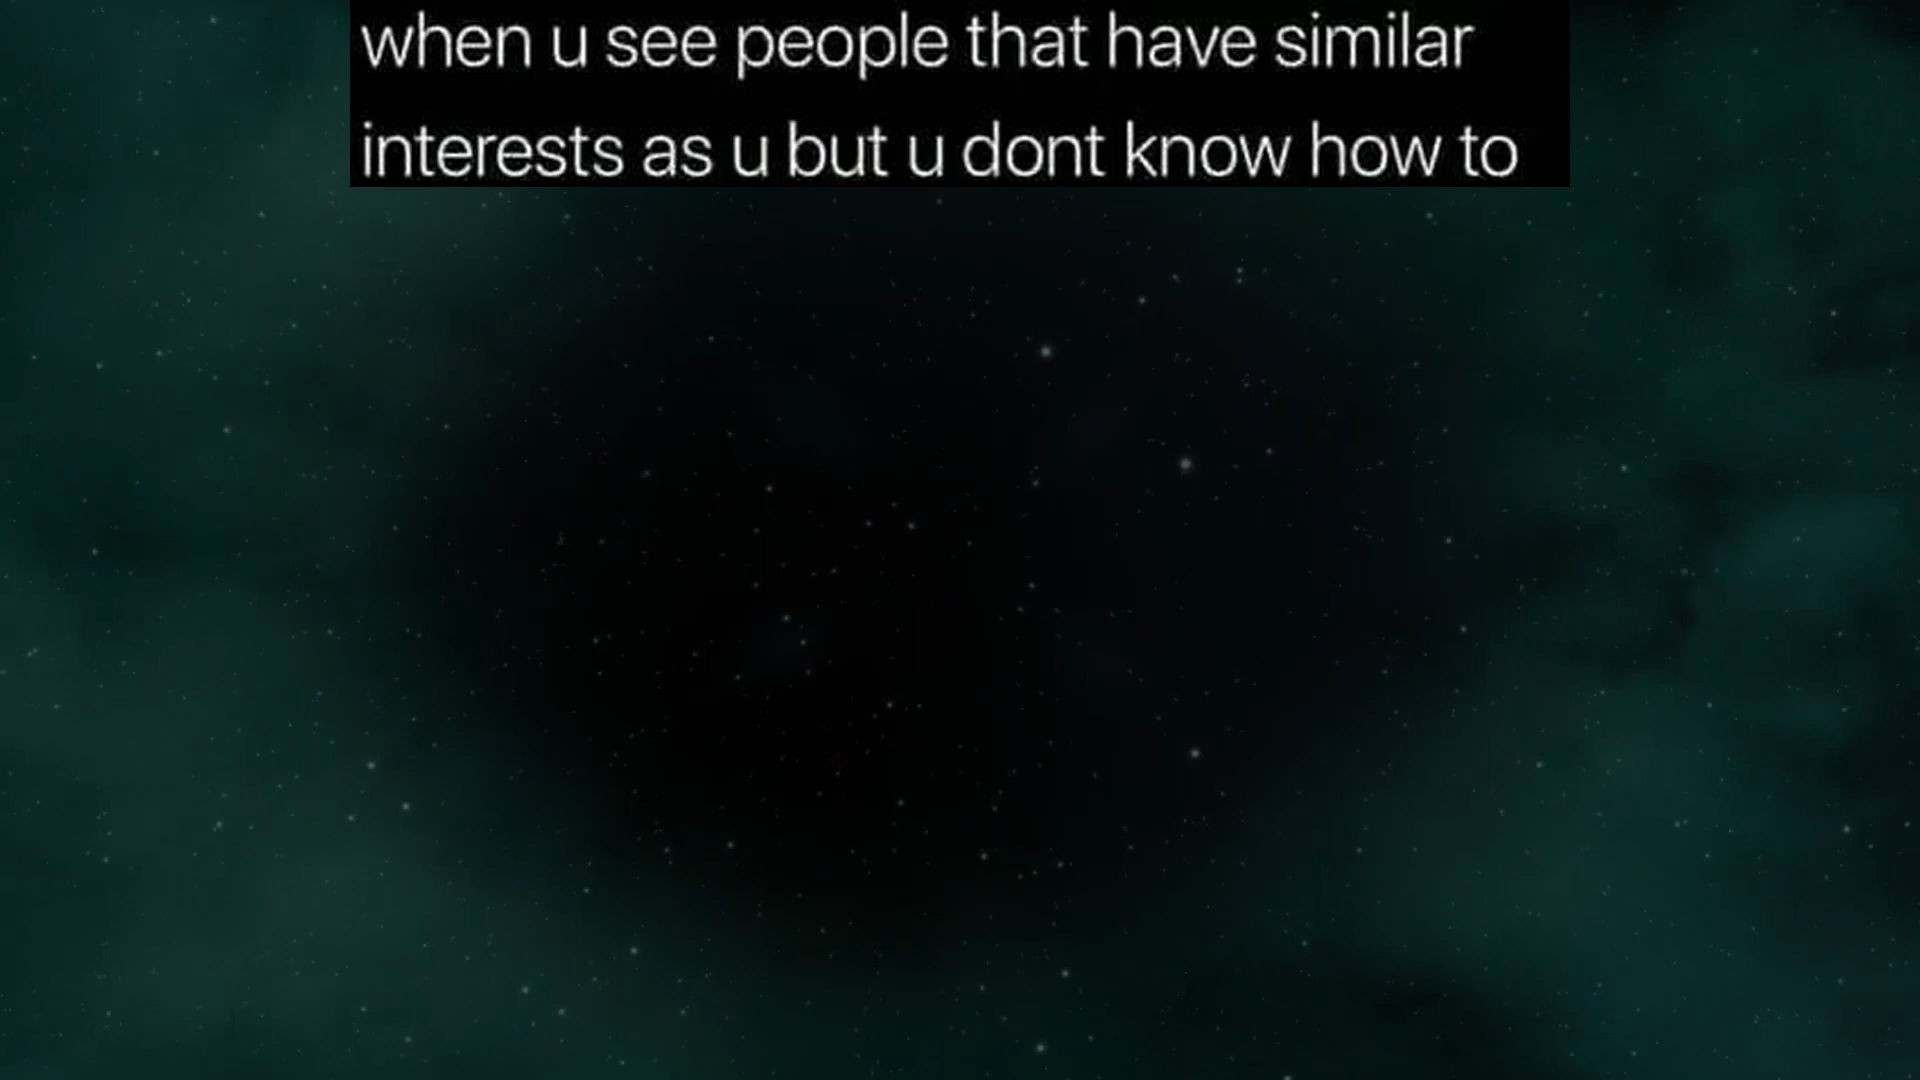 when u see people that have similar
interests as u but u dont know how to